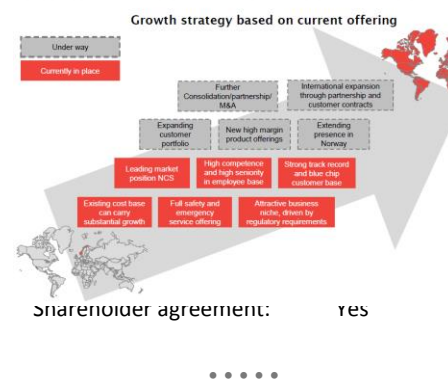 Growth strategy based on current offering
Under way
Currently in place
Further
Consolidation/partnership/
M&A
International expansion
through partnership and
customer contracts
Expanding
customer
portfolio
New high margin
product offerings
Extending
presence in
Norway
Leading market
position NCS
High competence
and high seniority
in employee base
Strong track record
and blue chip
customer base
Existing cost base
can carry
substantial growth
Full safety and
emergency
service offering
Attractive business
niche, driven by
regulatory requirements
Shareholder agreement: Yes